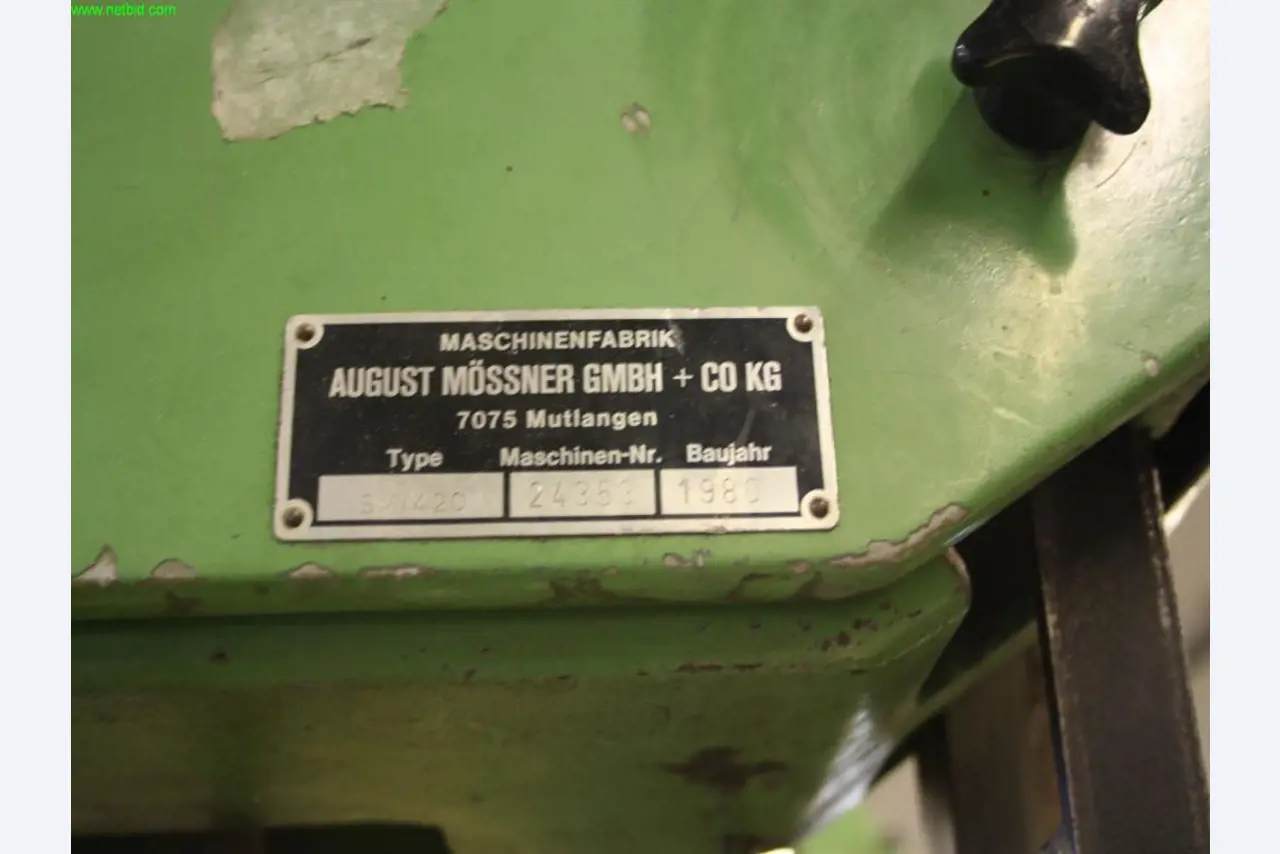 www.netbid.com
MASCHINENFABRIK
AUGUST MÖSSNER GMBH + CO KG
7075 Mutlangen
Type Maschinen-Nr. Baujahr